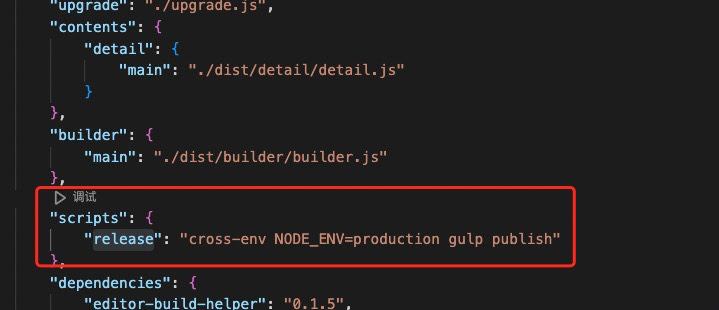 "upgrade": "./upgrade.js",
"contents": {
"detail": {
"main": "./dist/detail/detail.js"
}
},
"builder": {
"main": "./dist/builder/builder.js"
},
调试
"scripts": {
"release": "cross-env NODE_ENV=production gulp publish"
},
"dependencies": {
"editor-build-helper": "0.1.5",